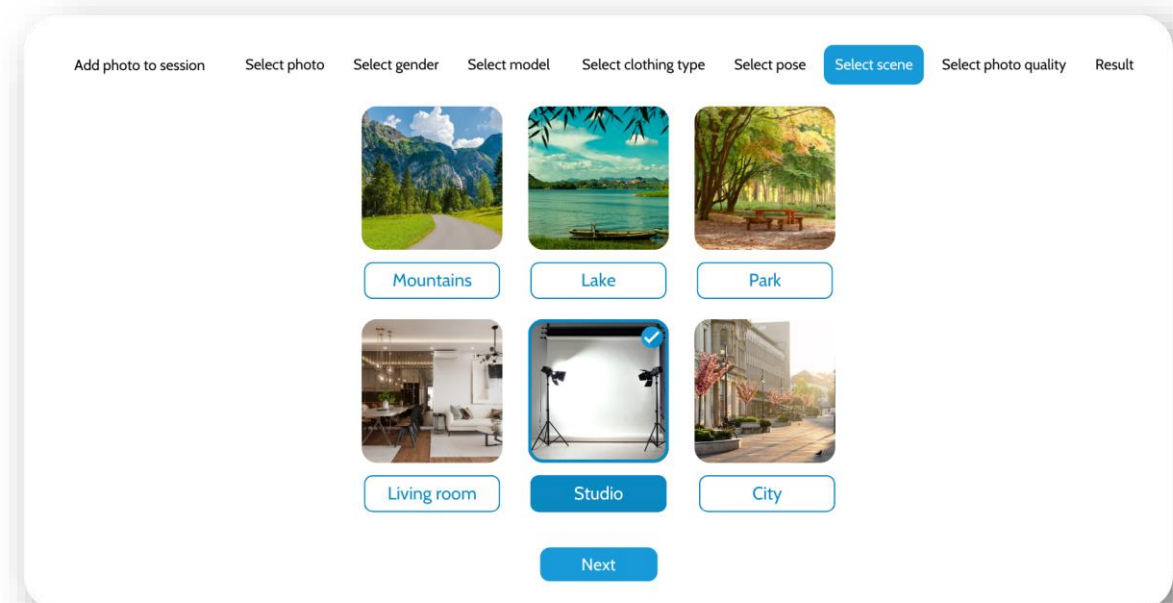 Add photo to session Select photo Select gender Select model Select clothing type Select pose Select scene Select photo quality Result
Mountains Lake Park
Living room Studio City
Next